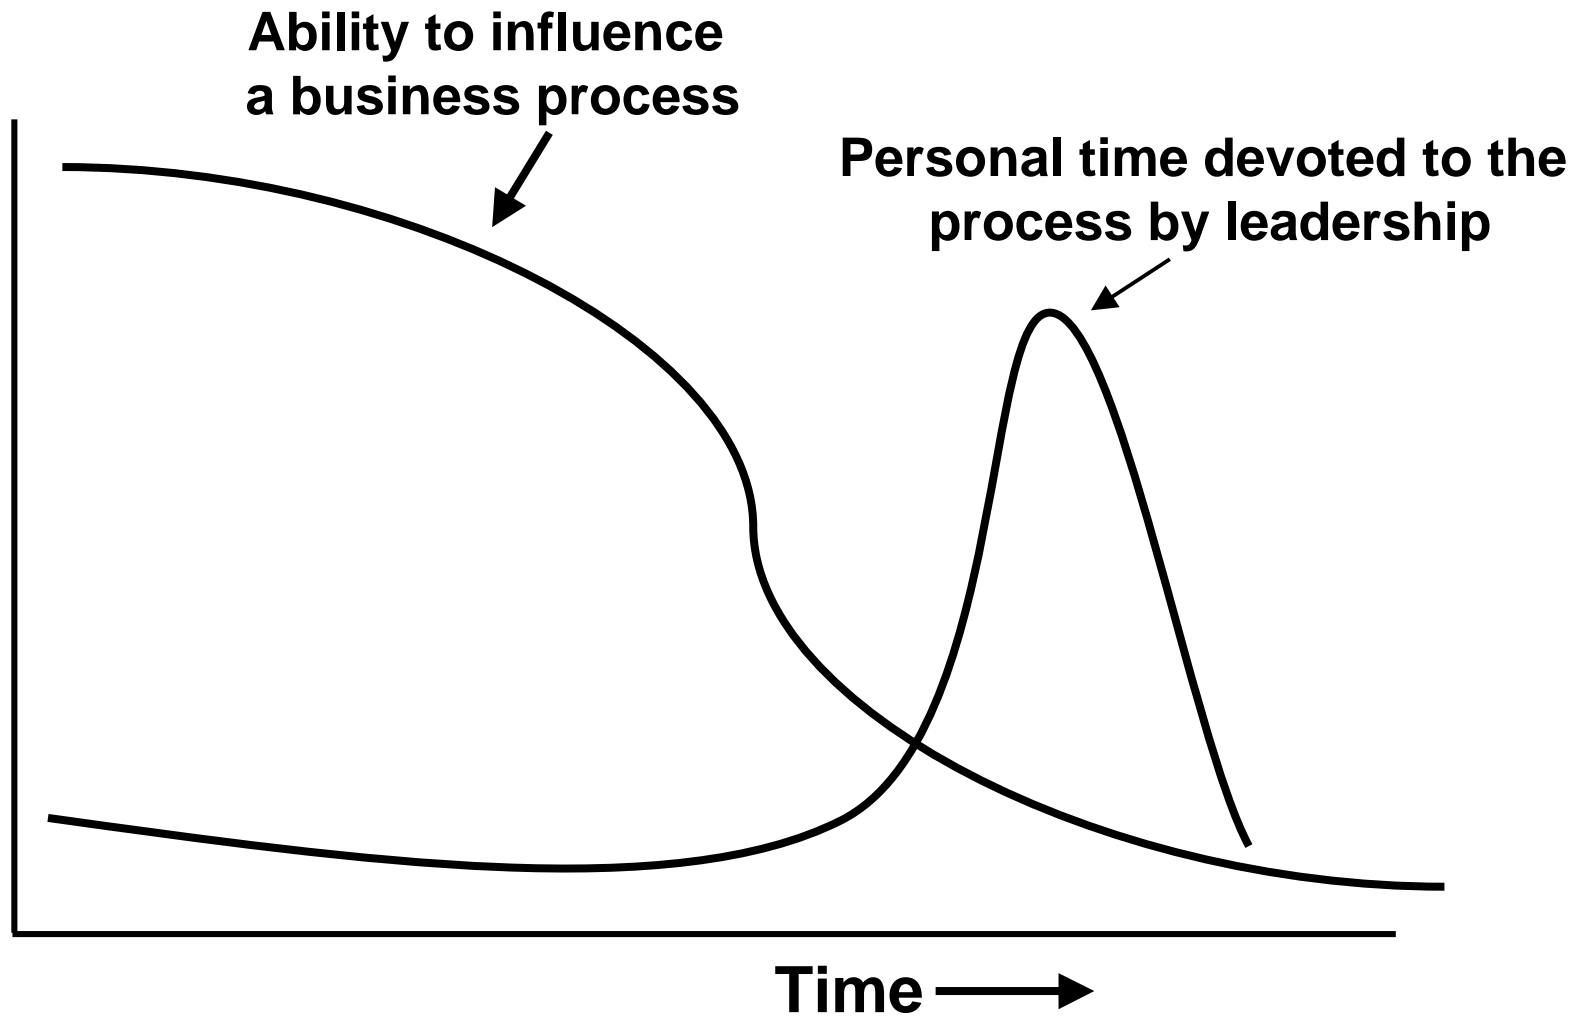 Ability to influence
a business process
Personal time devoted to the
process by leadership
Time